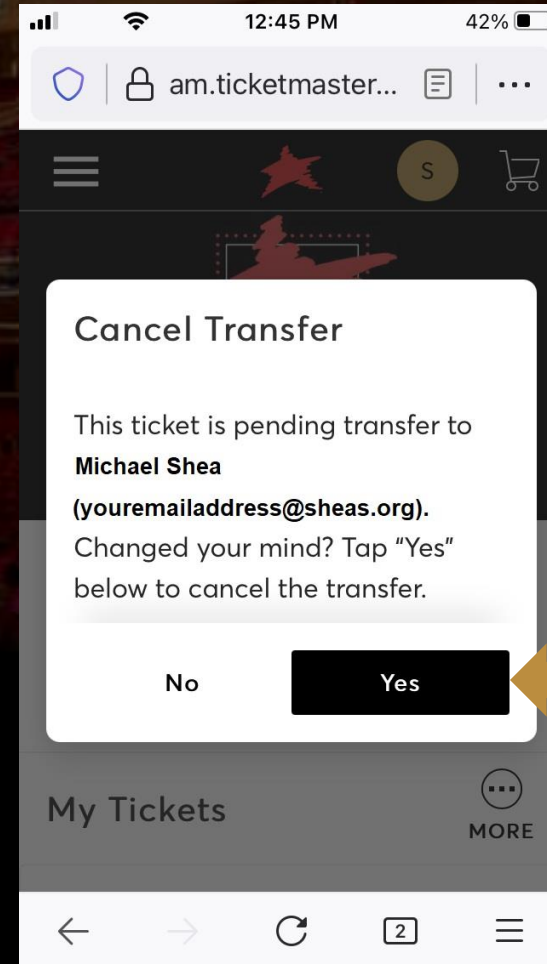 12:45 PM
42%
am.ticketmaster...
S
Cancel Transfer
This ticket is pending transfer to
Michael Shea
(youremailaddress@sheas.org).
Changed your mind? Tap “Yes”
below to cancel the transfer.
No
Yes
My Tickets
MORE
2